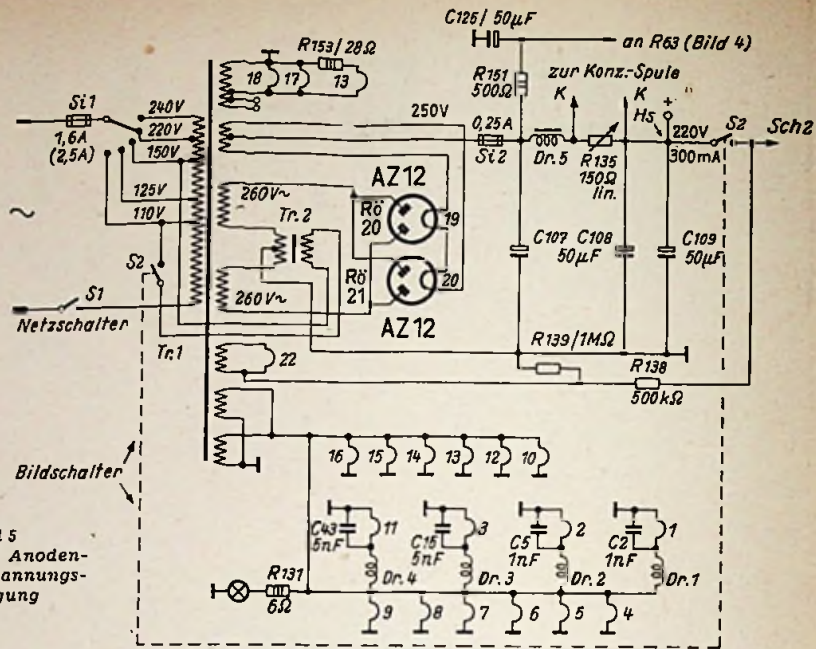 C126/50µF
an R63 (Bild 4)
R153/28Ω
18 17 13
R151
500Ω
zur Konz.-Spule
K K
+
Hs
Si1
1,6A
(2,5A)
240V
220V
150V
125V
110V
250V
0,25A
Si2
Dr.5
R135
150Ω
lin.
220V
300mA
S2
Sch2
~
260V~
Tr.2
AZ12
Rö
20
19
Rö
21
20
AZ12
260V~
C107
C108
50µF
C109
50µF
S2
S1
Netzschalter
Tr.1
R139/1MΩ
R138
500kΩ
22
Bildschalter
16 15 14 13 12 10
C43
5nF
11
C16
5nF
3
C5
1nF
2
C2
1nF
1
Dr.4 Dr.3 Dr.2 Dr.1
R131
6Ω
9 8 7 6 5 4
5
Anoden-
annungs-
gung